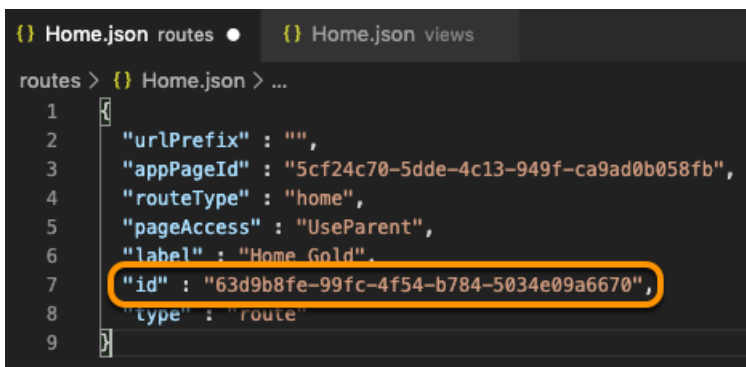 {} Home.json routes ● {} Home.json views
routes > {} Home.json > ...
1 {
2 "urlPrefix" : "",
3 "appPageId" : "5cf24c70-5dde-4c13-949f-ca9ad0b058fb",
4 "routeType" : "home",
5 "pageAccess" : "UseParent",
6 "label" : "Home Gold",
7 "id" : "63d9b8fe-99fc-4f54-b784-5034e09a6670",
8 "type" : "route"
9 }